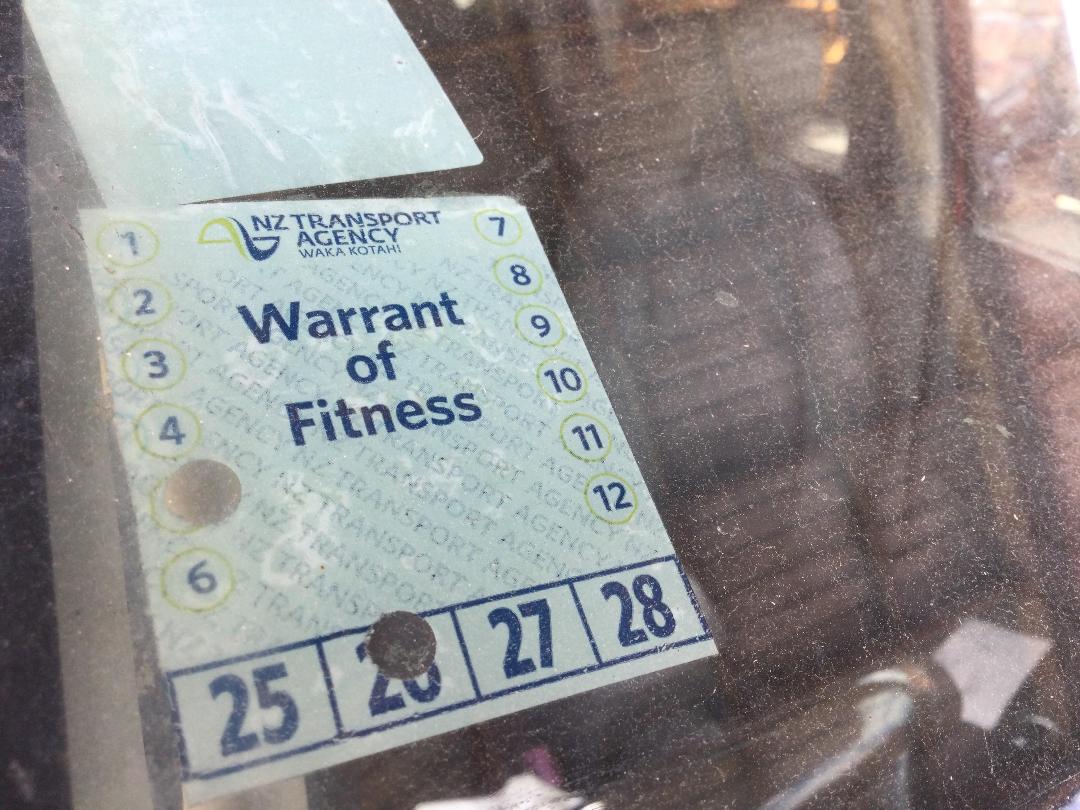 NZ TRANSPORT
AGENCY
WAKA KOTAHI
Warrant
of
Fitness
1
2
3
4
6
7
8
9
10
11
12
25 26 27 28